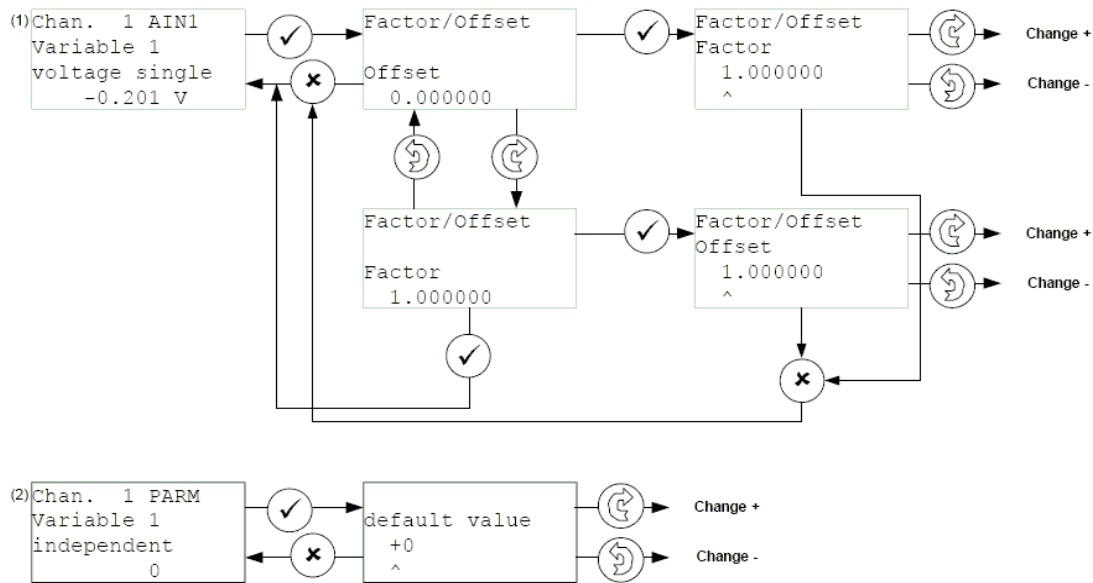 (1)
Chan.  1 AIN1
Variable 1
voltage single
-0.201 V
Factor/Offset
Offset
0.000000
Factor/Offset
Factor
1.000000
^
Change +
Change -
Factor/Offset
Factor
1.000000
Factor/Offset
Offset
1.000000
^
Change +
Change -
(2)
Chan.  1 PARM
Variable 1
independent
0
default value
+0
^
Change +
Change -